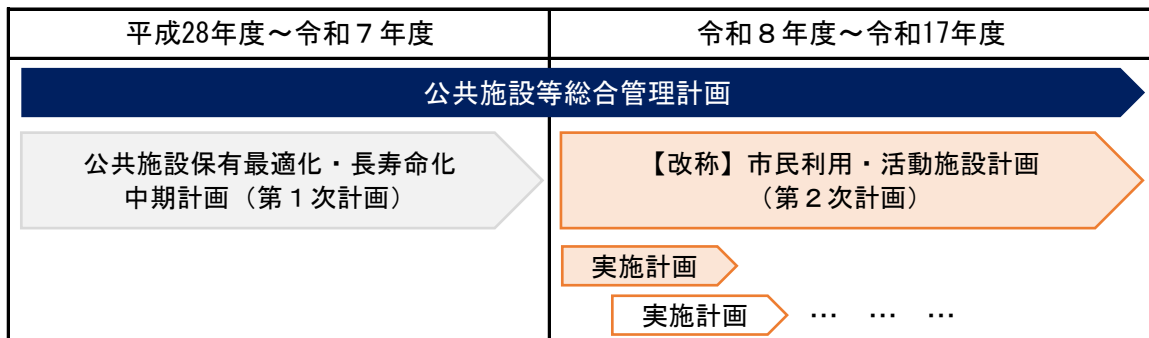 平成28年度～令和７年度
令和８年度～令和17年度
公共施設等総合管理計画
公共施設保有最適化・長寿命化
中期計画（第１次計画）
【改称】市民利用・活動施設計画
（第２次計画）
実施計画
実施計画 … … …